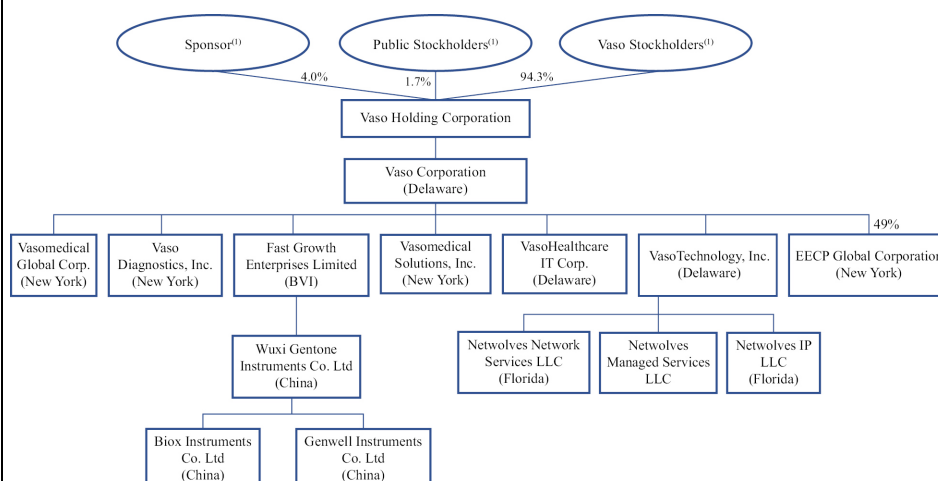 Sponsor(1)
Public Stockholders(1)
Vaso Stockholders(1)
4.0%
1.7%
94.3%
Vaso Holding Corporation
Vaso Corporation
(Delaware)
49%
Vasomedical
Global Corp.
(New York)
Vaso
Diagnostics, Inc.
(New York)
Fast Growth
Enterprises Limited
(BVI)
Vasomedical
Solutions, Inc.
(New York)
VasoHealthcare
IT Corp.
(Delaware)
VasoTechnology, Inc.
(Delaware)
EECP Global Corporation
(New York)
Wuxi Gentone
Instruments Co. Ltd
(China)
Netwolves Network
Services LLC
(Florida)
Netwolves
Managed Services
LLC
Netwolves IP
LLC
(Florida)
Biox Instruments
Co. Ltd
(China)
Genwell Instruments
Co. Ltd
(China)